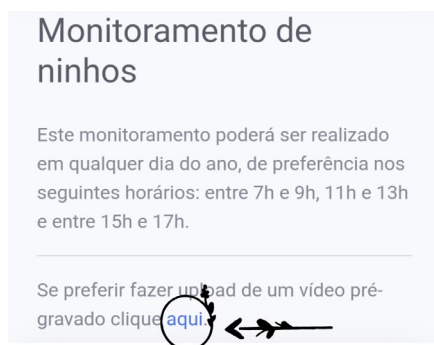 Monitoramento de
ninhos
Este monitoramento poderá ser realizado
em qualquer dia do ano, de preferência nos
seguintes horários: entre 7h e 9h, 11h e 13h
e entre 15h e 17h.
Se preferir fazer upload de um vídeo pré-
gravado clique aqui.